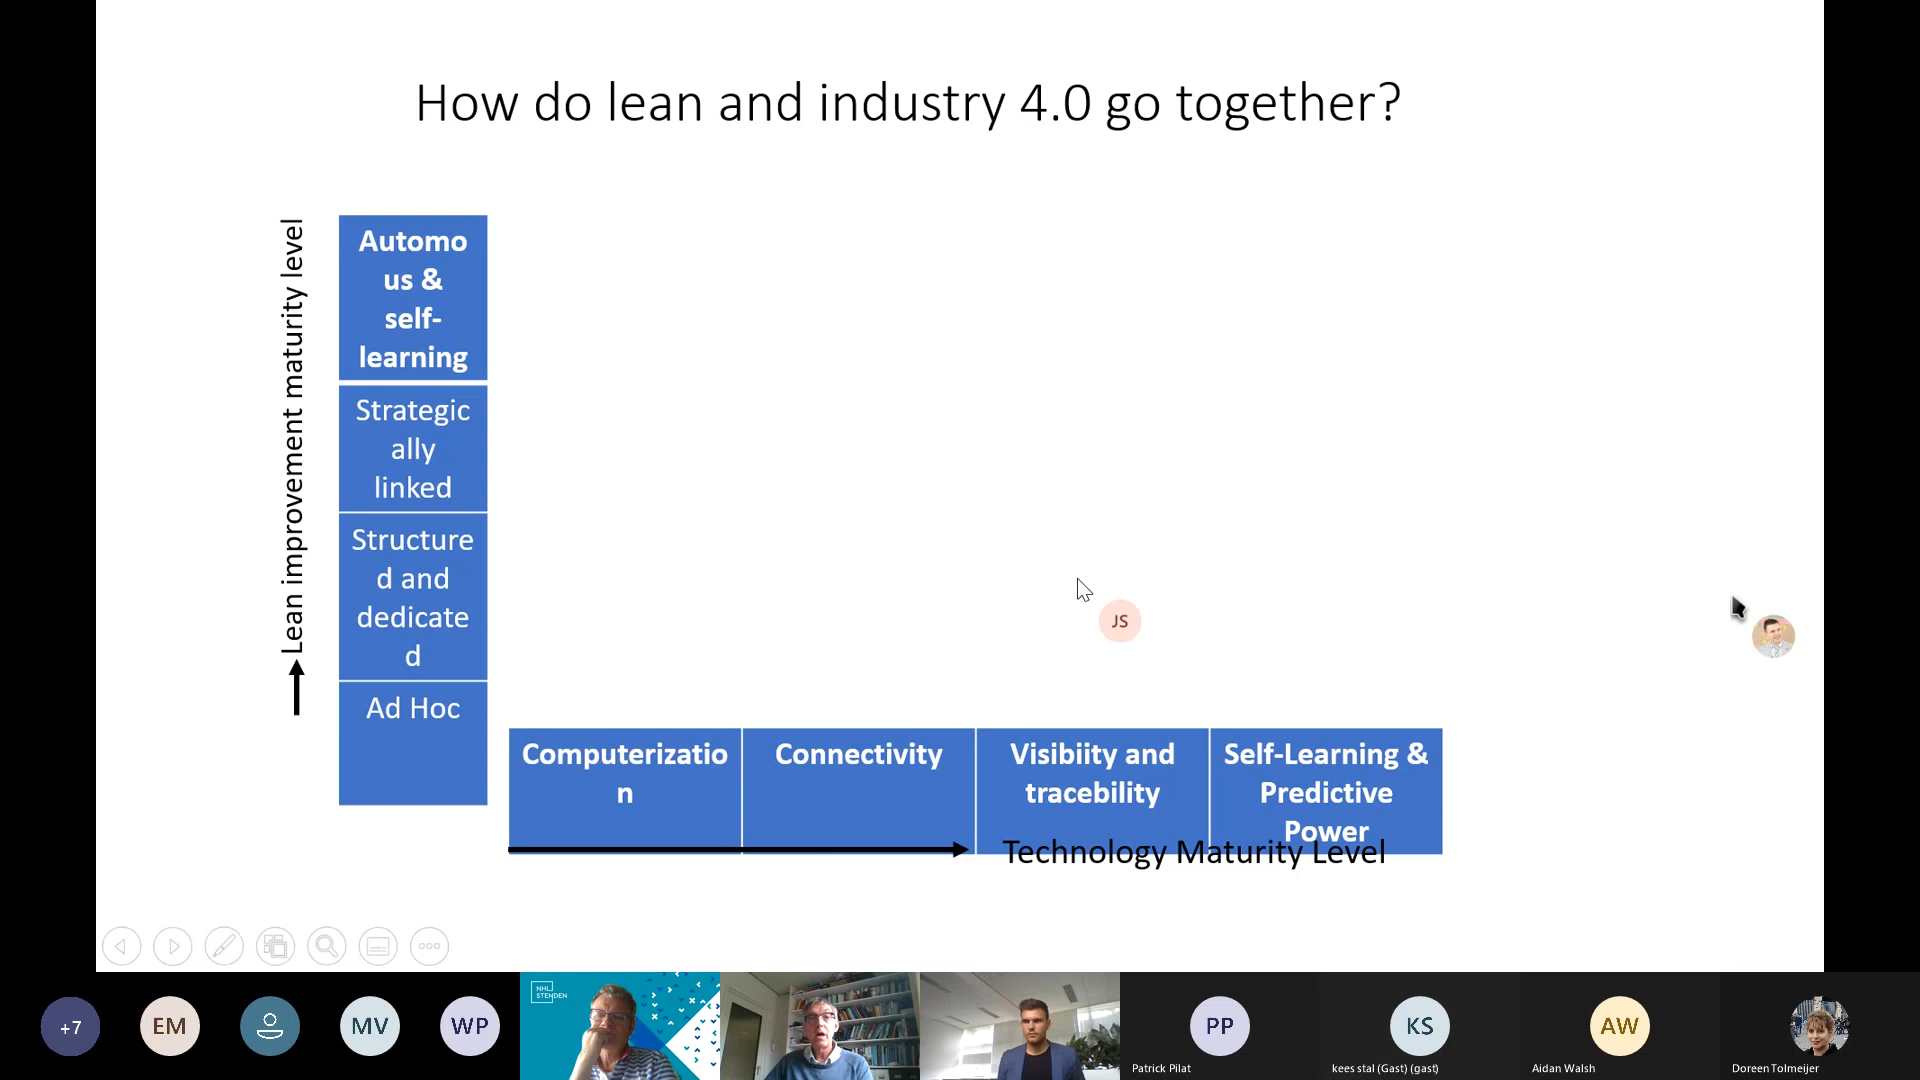 How do lean and industry 4.0 go together?
Lean improvement maturity level
Automo
us &
self-
learning
Strategic
ally
linked
Structure
d and
dedicate
d
Ad Hoc
JS
Computerizatio
n
Connectivity
Visibiity and
tracebility
Self-Learning &
Predictive
Power
Technology Maturity Level
+7
EM
MV
WP
NHL
STENDEN
PP
Patrick Pilat
KS
kees stal (Gast) (gast)
AW
Aidan Walsh
Doreen Tolmeijer